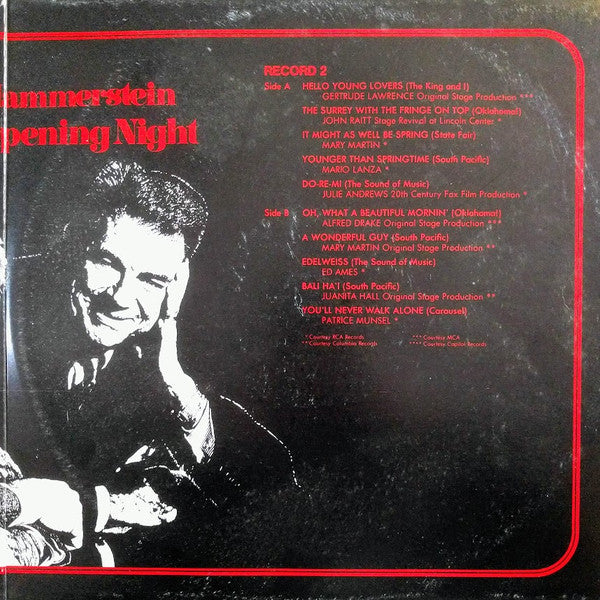 ammerstein
pening Night
RECORD 2
Side A HELLO YOUNG LOVERS (The King and I)
GERTRUDE LAWRENCE Original Stage Production ***
THE SURREY WITH THE FRINGE ON TOP (Oklahoma!)
JOHN RAITT Stage Revival at Lincoln Center *
IT MIGHT AS WELL BE SPRING (State Fair)
MARY MARTIN *
YOUNGER THAN SPRINGTIME (South Pacific)
MARIO LANZA *
DO-RE-MI (The Sound of Music)
JULIE ANDREWS 20th Century Fox Film Production *
Side B OH, WHAT A BEAUTIFUL MORNIN' (Oklahoma!)
ALFRED DRAKE Original Stage Production ***
A WONDERFUL GUY (South Pacific)
MARY MARTIN Original Stage Production **
EDELWEISS (The Sound of Music)
ED AMES *
BALI HA'I (South Pacific)
JUANITA HALL Original Stage Production **
YOU'LL NEVER WALK ALONE (Carousel)
PATRICE MUNSEL *
* Courtesy RCA Records *** Courtesy MCA
** Courtesy Columbia Records **** Courtesy Capitol Records